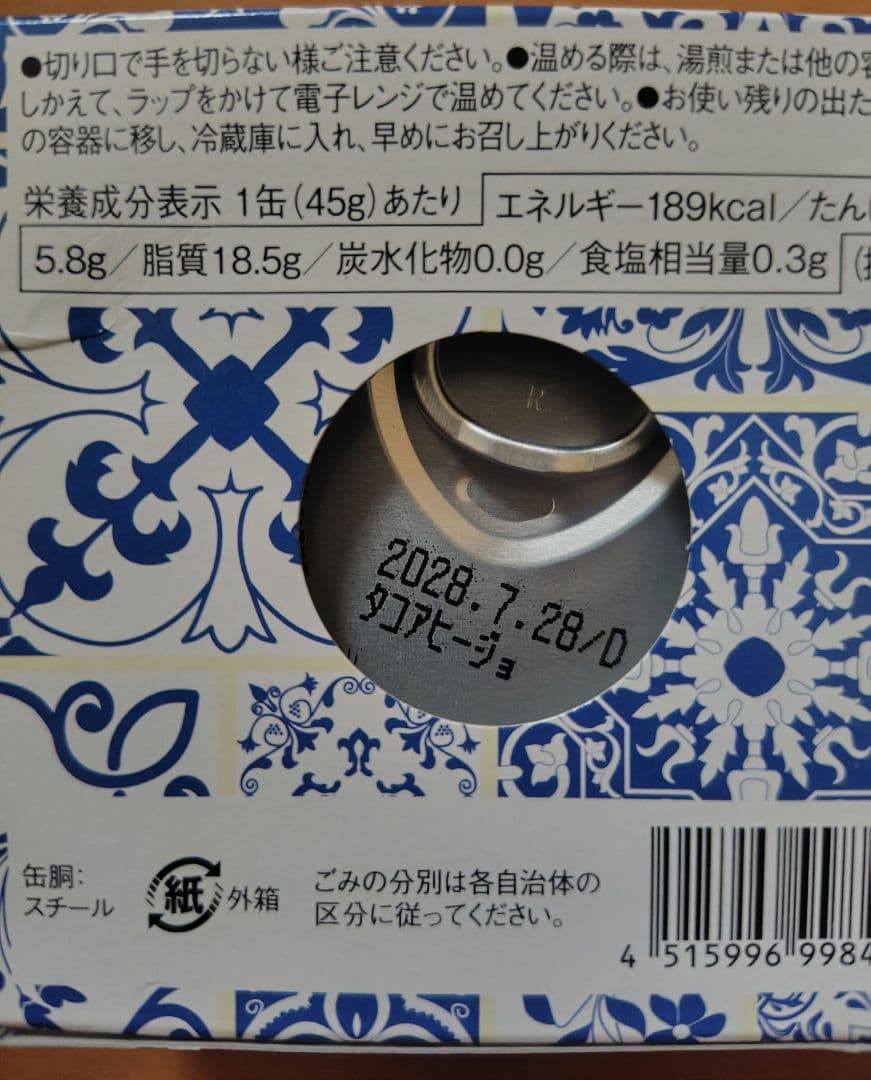 ●切り口で手を切らない様ご注意ください。●温める際は、湯煎または他の容
しかえて、ラップをかけて電子レンジで温めてください。●お使い残りの出た
の容器に移し、冷蔵庫に入れ、早めにお召し上がりください。
栄養成分表示 1缶(45g)あたり エネルギー189kcal/たん
5.8g/脂質18.5g/炭水化物0.0g/食塩相当量0.3g
R
2028.7.28/D
タコアヒージョ
缶胴:
スチール
紙 外箱
ごみの分別は各自治体の
区分に従ってください。
4 515996 9984